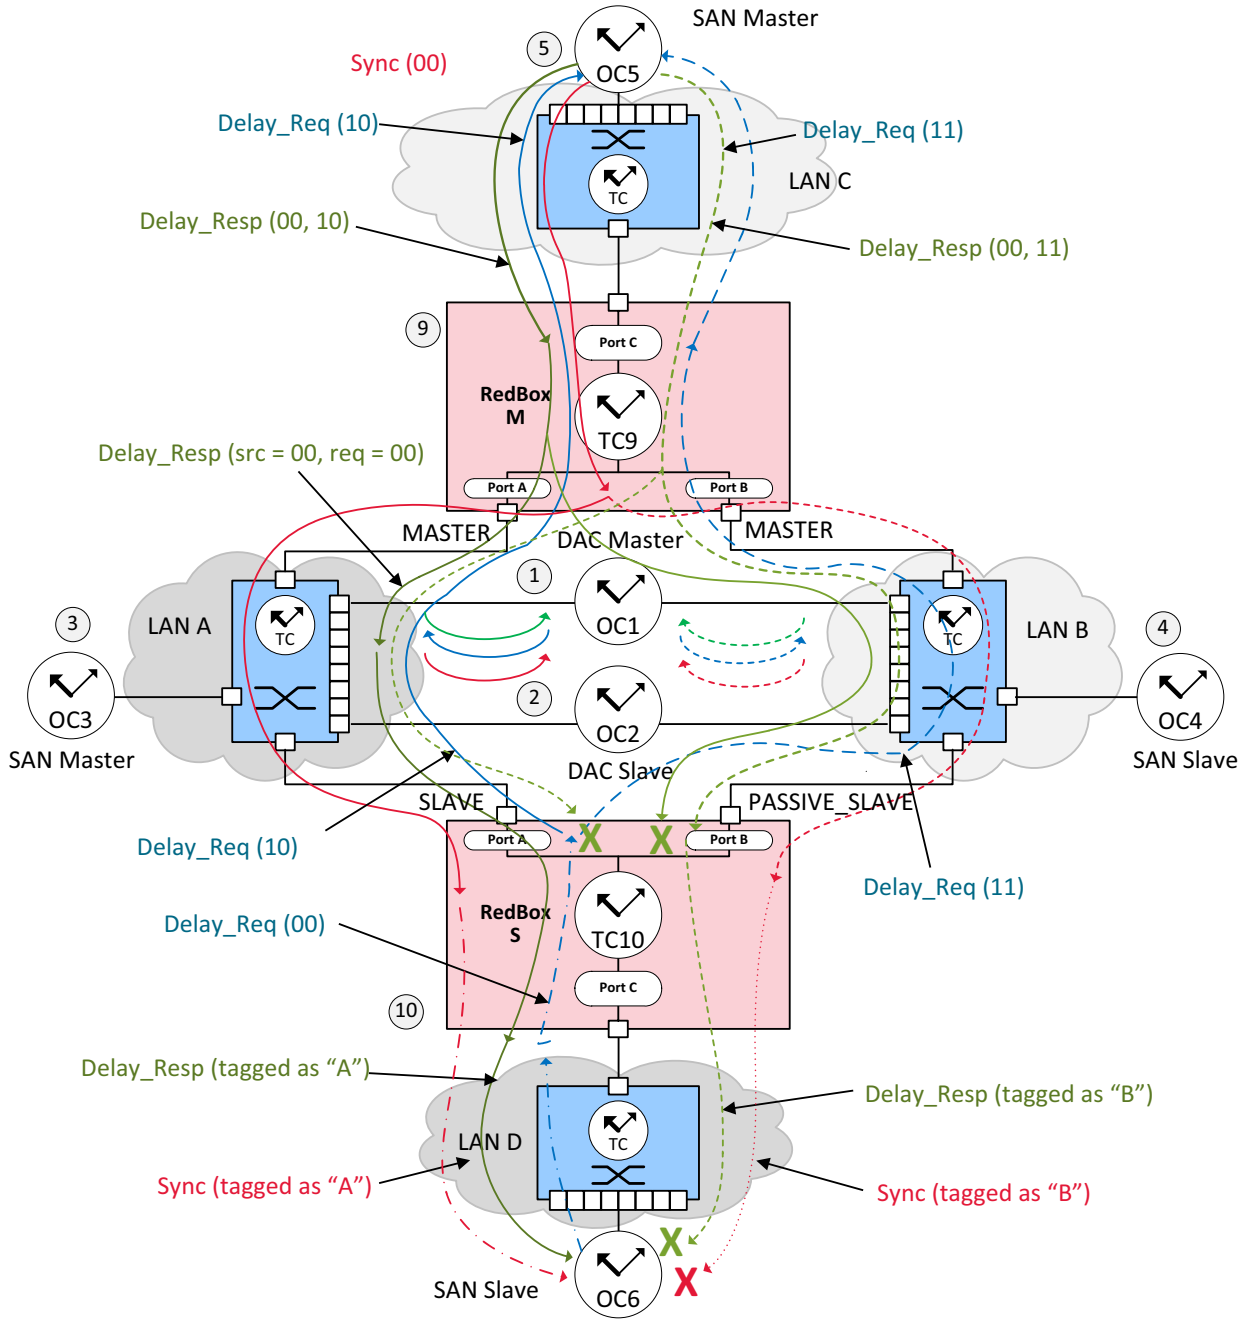 SAN Master
5
Sync (00)
OC5
Delay_Req (10)
Delay_Req (11)
TC
LAN C
Delay_Resp (00, 10)
Delay_Resp (00, 11)
9
Port C
RedBox
M
TC9
Delay_Resp (src = 00, req = 00)
Port A
Port B
MASTER
MASTER
DAC Master
1
3
LAN A
TC
OC1
TC
LAN B
4
2
OC3
OC2
OC4
SAN Master
DAC Slave
SAN Slave
SLAVE
PASSIVE_SLAVE
Port A
X
X
Port B
Delay_Req (10)
Delay_Req (11)
Delay_Req (00)
RedBox
S
TC10
Port C
10
Delay_Resp (tagged as “A”)
Delay_Resp (tagged as “B”)
TC
LAN D
Sync (tagged as “A”)
Sync (tagged as “B”)
X
X
SAN Slave
OC6